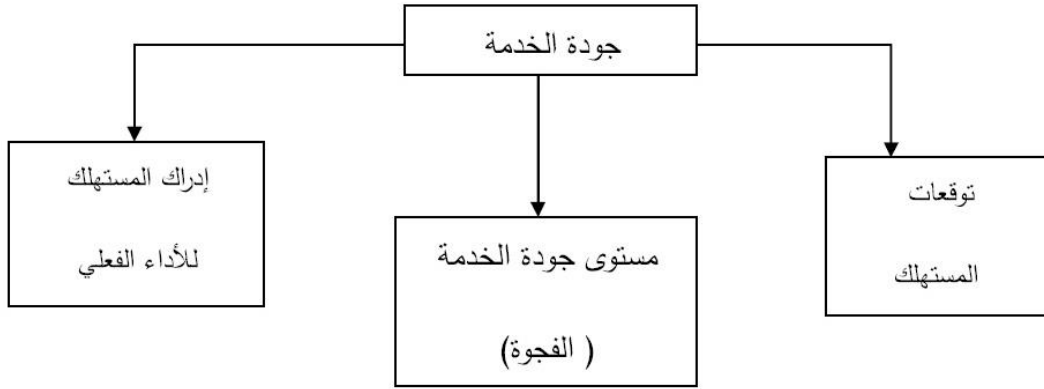 جودة الخدمة
توقعات
المستهلك
مستوى جودة الخدمة
( الفجوة)
إدراك المستهلك
للأداء الفعلي